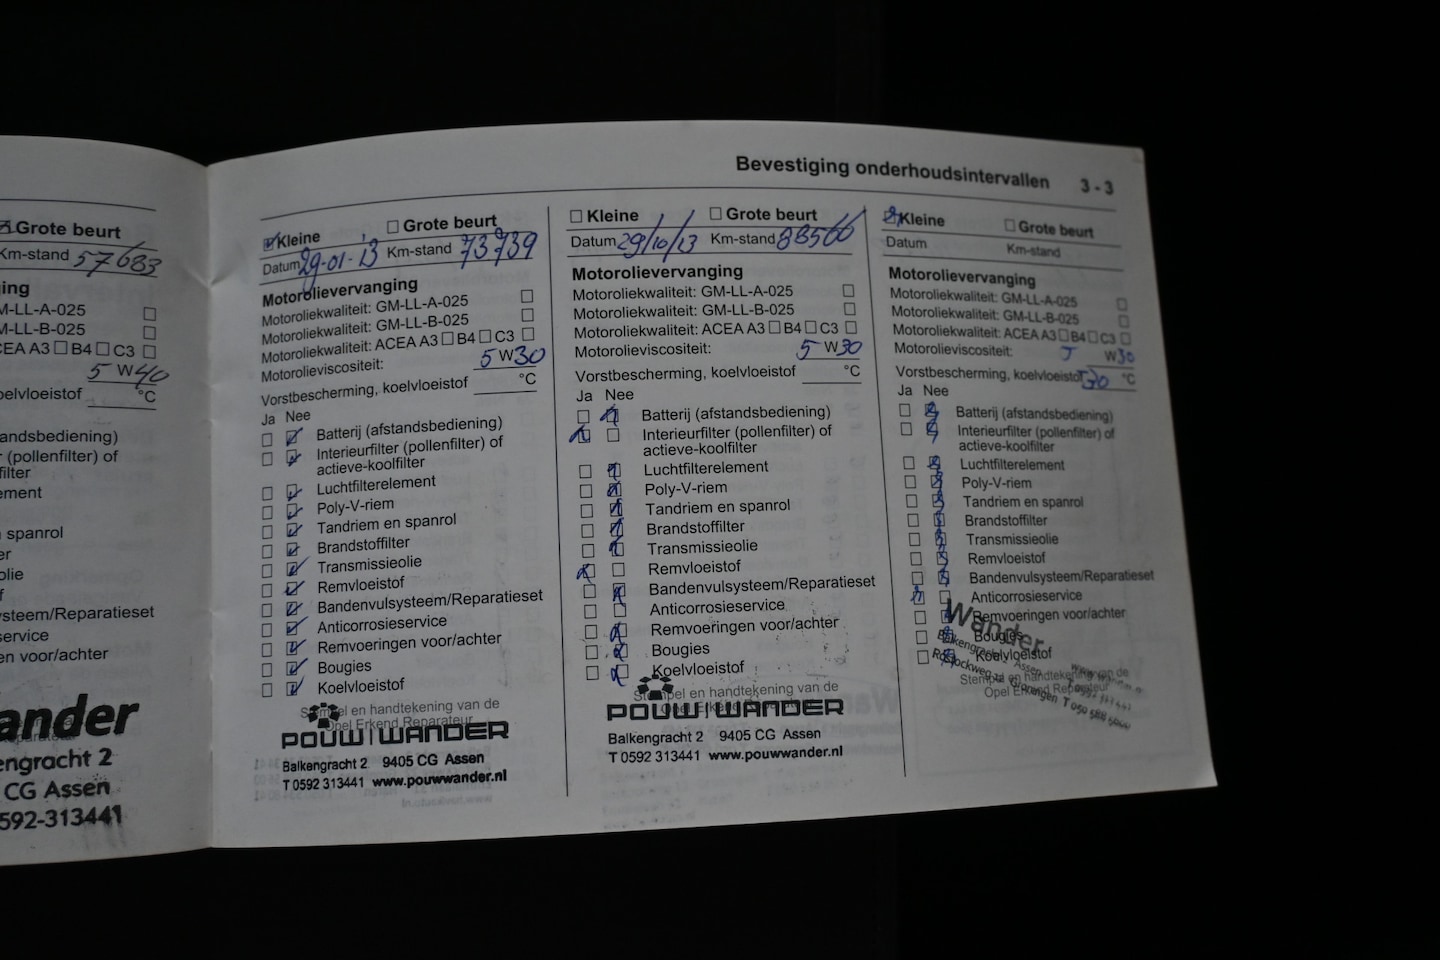 Grote beurt
Km-stand 57683
ging
GM-LL-A-025
GM-LL-B-025
CEA A3 B4 C3
5 W40
oelvloeistof °C
andsbediening)
(pollenfilter) of
filter
ement
spanrol
olie
steem/Reparatieset
service
en voor/achter
ander
engracht 2
CG Assen
0592-313441
Bevestiging onderhoudsintervallen 3 - 3
Kleine Grote beurt
Datum 29-01-'13 Km-stand 73739
Motorolievervanging
Motoroliekwaliteit: GM-LL-A-025
Motoroliekwaliteit: GM-LL-B-025
Motoroliekwaliteit: ACEA A3 B4 C3
Motorolieviscositeit: 5 W30
Vorstbescherming, koelvloeistof °C
Ja Nee
Batterij (afstandsbediening)
Interieurfilter (pollenfilter) of
actieve-koolfilter
Luchtfilterelement
Poly-V-riem
Tandriem en spanrol
Brandstoffilter
Transmissieolie
Remvloeistof
Bandenvulsysteem/Reparatieset
Anticorrosieservice
Remvoeringen voor/achter
Bougies
Koelvloeistof
Stempel en handtekening van de
Opel Erkend Reparateur
POUW WANDER
Balkengracht 2 9405 CG Assen
T 0592 313441 www.pouwwander.nl
Kleine Grote beurt
Datum 29/10/13 Km-stand 88566
Motorolievervanging
Motoroliekwaliteit: GM-LL-A-025
Motoroliekwaliteit: GM-LL-B-025
Motoroliekwaliteit: ACEA A3 B4 C3
Motorolieviscositeit: 5 W30
Vorstbescherming, koelvloeistof °C
Ja Nee
Batterij (afstandsbediening)
Interieurfilter (pollenfilter) of
actieve-koolfilter
Luchtfilterelement
Poly-V-riem
Tandriem en spanrol
Brandstoffilter
Transmissieolie
Remvloeistof
Bandenvulsysteem/Reparatieset
Anticorrosieservice
Remvoeringen voor/achter
Bougies
Koelvloeistof
Stempel en handtekening van de
POUW WANDER
Balkengracht 2 9405 CG Assen
T 0592 313441 www.pouwwander.nl
Kleine Grote beurt
Datum Km-stand
Motorolievervanging
Motoroliekwaliteit: GM-LL-A-025
Motoroliekwaliteit: GM-LL-B-025
Motoroliekwaliteit: ACEA A3 B4 C3
Motorolieviscositeit: 5 W30
Vorstbescherming, koelvloeistof °C
Ja Nee
Batterij (afstandsbediening)
Interieurfilter (pollenfilter) of
actieve-koolfilter
Luchtfilterelement
Poly-V-riem
Tandriem en spanrol
Brandstoffilter
Transmissieolie
Remvloeistof
Bandenvulsysteem/Reparatieset
Anticorrosieservice
Remvoeringen voor/achter
Bougies
Koelvloeistof
Stempel en handtekening van de
Opel Erkend Reparateur
Wander
Balkengracht Assen
Groningen T 050